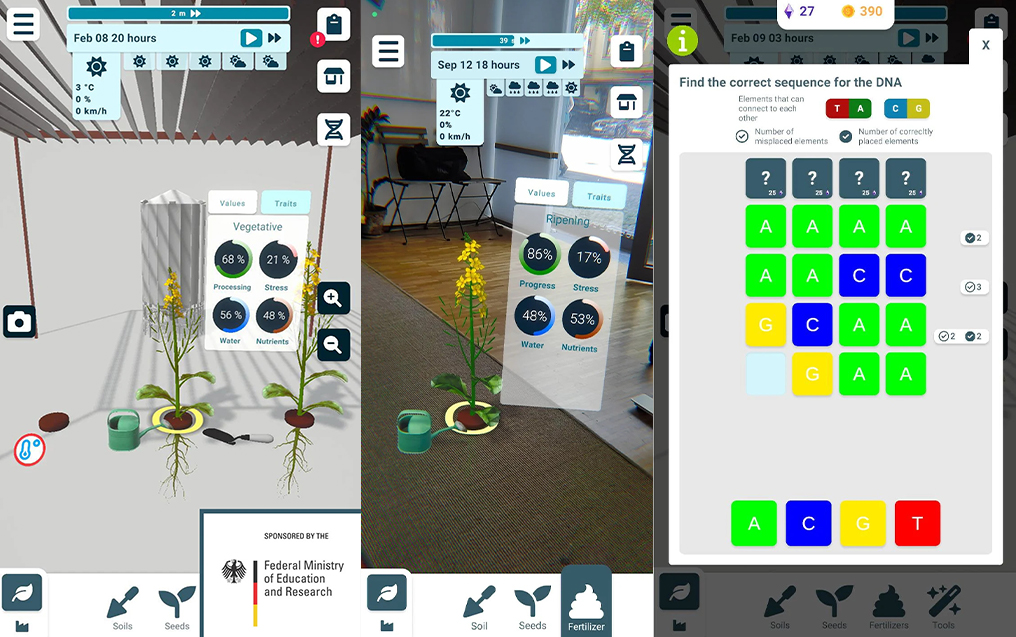 2 m
Feb 08 20 hours
3 °C
0 %
0 km/h
Values
Traits
Vegetative
68 %
21 %
Processing
Stress
56 %
48 %
Water
Nutrients
SPONSORED BY THE
Federal Ministry
of Education
and Research
Soils
Seeds
39 s
Sep 12 18 hours
22°C
0%
0 km/h
Values
Traits
Ripening
86%
17%
Progress
Stress
48%
53%
Water
Nutrients
Soil
Seeds
Fertilizer
27
390
Feb 09 03 hours
i
X
Find the correct sequence for the DNA
Elements that can
connect to each
other
T A
C G
Number of
misplaced elements
Number of correctly
placed elements
? ? ? ?
25 25 25 25
A A A A
2
A A C C
3
G C A A
2 2
G A A
A C G T
Soils
Seeds
Fertilizers
Tools